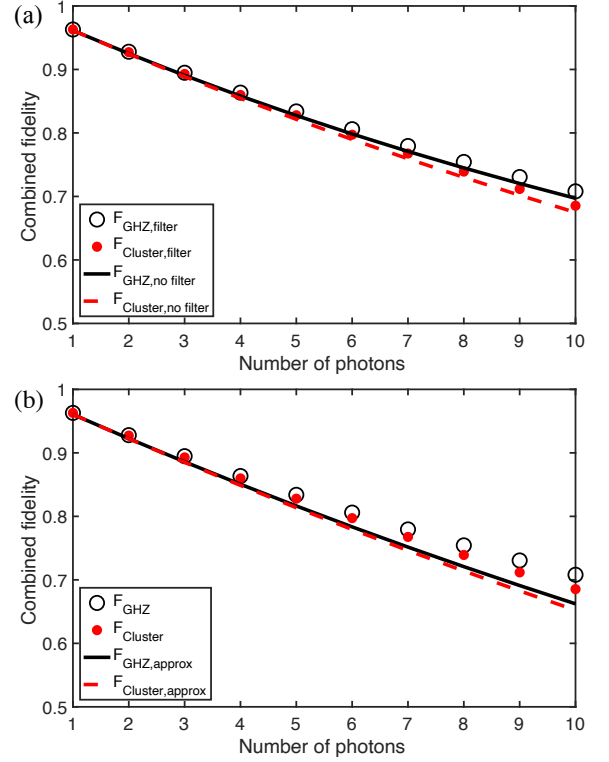 (a)
1
0.9
0.8
0.7
0.6
0.5
Combined fidelity
F_GHZ,filter
F_Cluster,filter
F_GHZ,no filter
F_Cluster,no filter
1 2 3 4 5 6 7 8 9 10
Number of photons
(b)
1
0.9
0.8
0.7
0.6
0.5
Combined fidelity
F_GHZ
F_Cluster
F_GHZ,approx
F_Cluster,approx
1 2 3 4 5 6 7 8 9 10
Number of photons